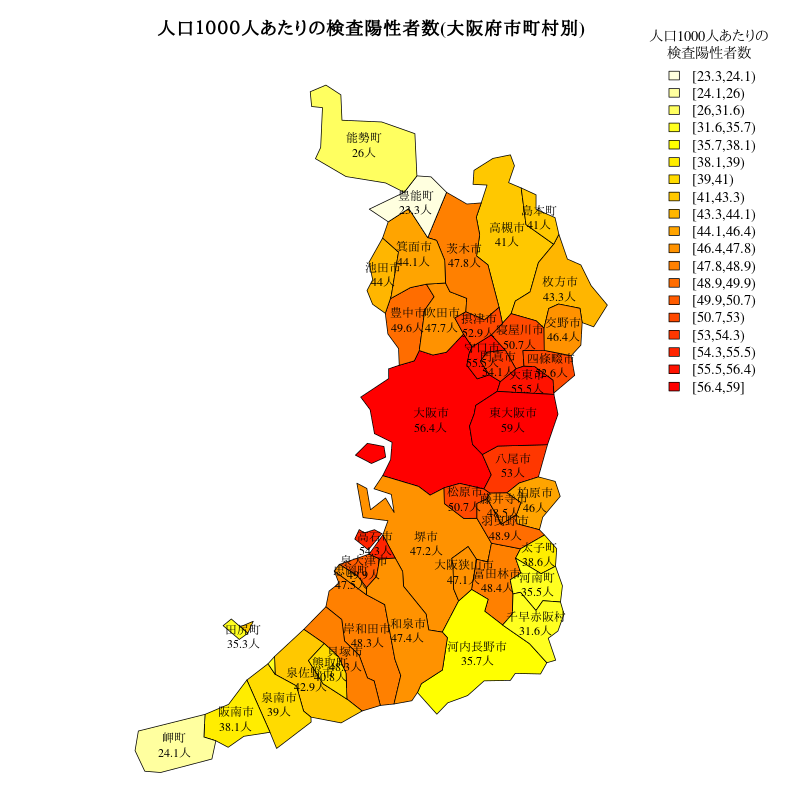 人口1000人あたりの検査陽性者数(大阪府市町村別)
人口1000人あたりの
検査陽性者数
[23.3,24.1)
[24.1,26)
[26,31.6)
[31.6,35.7)
[35.7,38.1)
[38.1,39)
[39,41)
[41,43.3)
[43.3,44.1)
[44.1,46.4)
[46.4,47.8)
[47.8,48.9)
[48.9,49.9)
[49.9,50.7)
[50.7,53)
[53,54.3)
[54.3,55.5)
[55.5,56.4)
[56.4,59]
能勢町
26人
豊能町
23.3人
島本町
41人
高槻市
41人
茨木市
47.8人
箕面市
44.1人
池田市
44人
枚方市
43.3人
豊中市
49.6人
吹田市
47.7人
摂津市
52.9人
寝屋川市
50.7人
交野市
46.4人
守口市
55.5人
門真市
54.1人
四條畷市
52.6人
大東市
55.5人
大阪市
56.4人
東大阪市
59人
八尾市
53人
松原市
50.7人
藤井寺市
48.5人
柏原市
46人
羽曳野市
48.9人
高石市
54.3人
堺市
47.2人
太子町
38.6人
泉大津市
49.9人
忠岡町
47.5人
大阪狭山市
47.1人
富田林市
48.4人
河南町
35.5人
千早赤阪村
31.6人
田尻町
35.3人
岸和田市
48.3人
和泉市
47.4人
河内長野市
35.7人
貝塚市
48.3人
熊取町
40.8人
泉佐野市
42.9人
泉南市
39人
阪南市
38.1人
岬町
24.1人